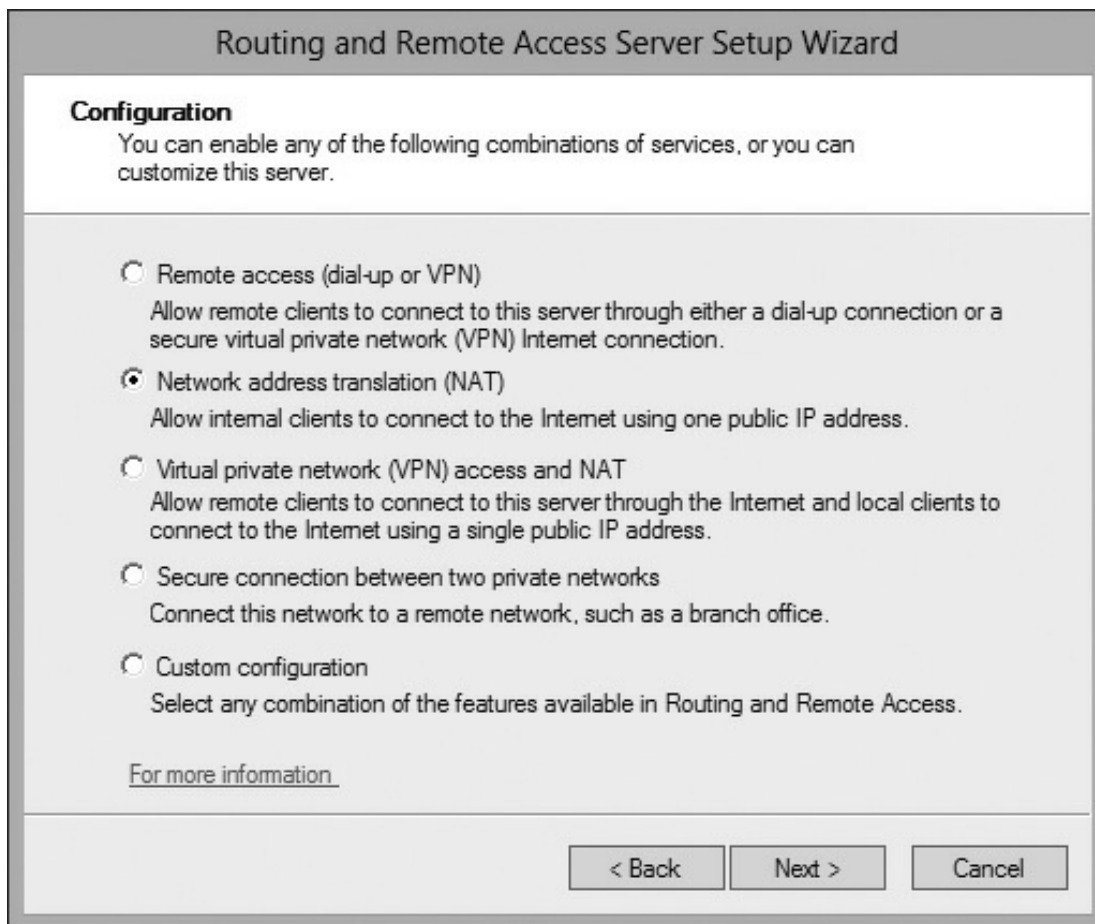 Routing and Remote Access Server Setup Wizard
Configuration
You can enable any of the following combinations of services, or you can
customize this server.
Remote access (dial-up or VPN)
Allow remote clients to connect to this server through either a dial-up connection or a
secure virtual private network (VPN) Internet connection.
Network address translation (NAT)
Allow internal clients to connect to the Internet using one public IP address.
Virtual private network (VPN) access and NAT
Allow remote clients to connect to this server through the Internet and local clients to
connect to the Internet using a single public IP address.
Secure connection between two private networks
Connect this network to a remote network, such as a branch office.
Custom configuration
Select any combination of the features available in Routing and Remote Access.
For more information
< Back Next > Cancel